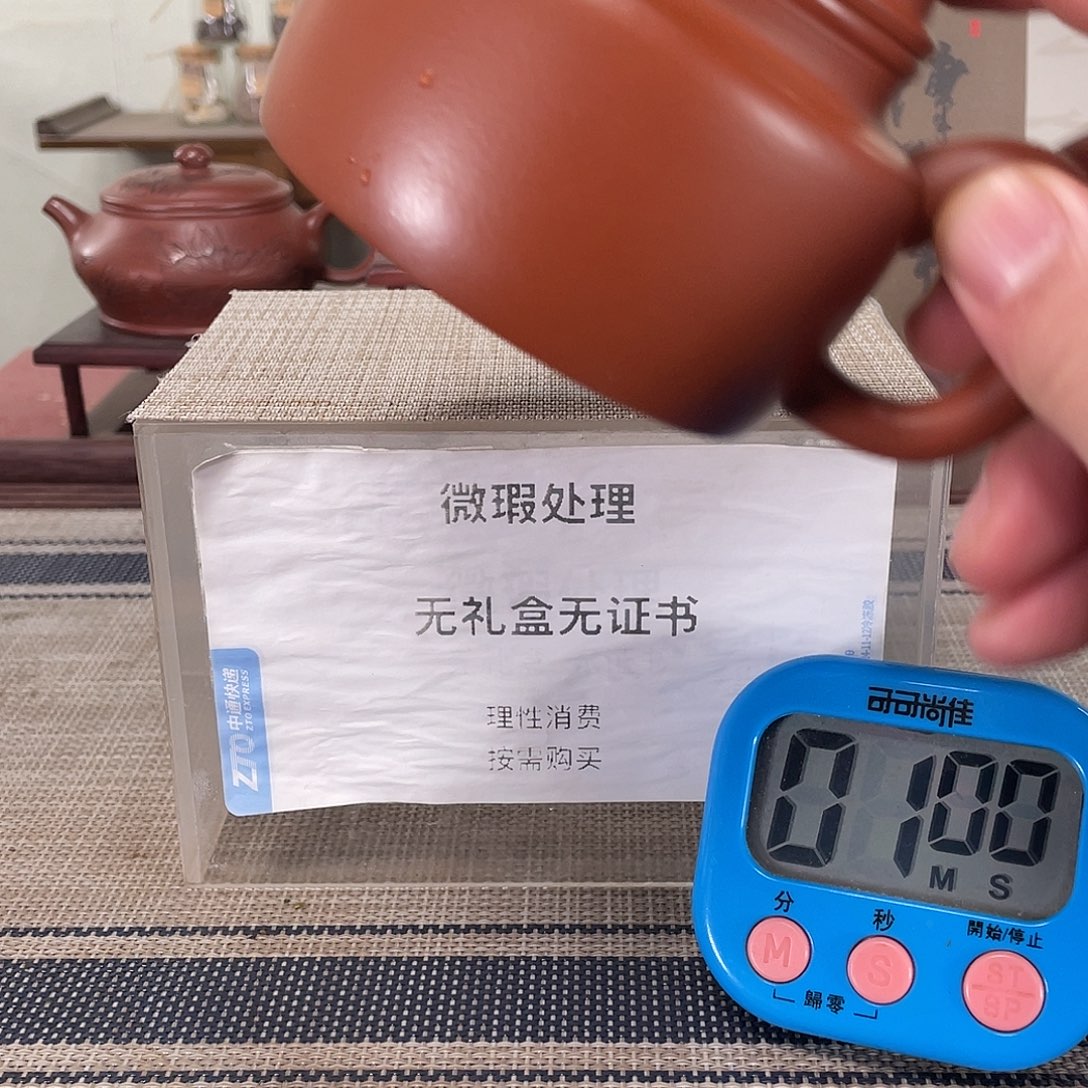 微瑕处理
无礼盒无证书
理性消费
按需购买
ZTO 中通快递
ZTO EXPRESS
可可尚佳
01 00
M S
分 秒 開始/停止
M S ST/SP
歸零